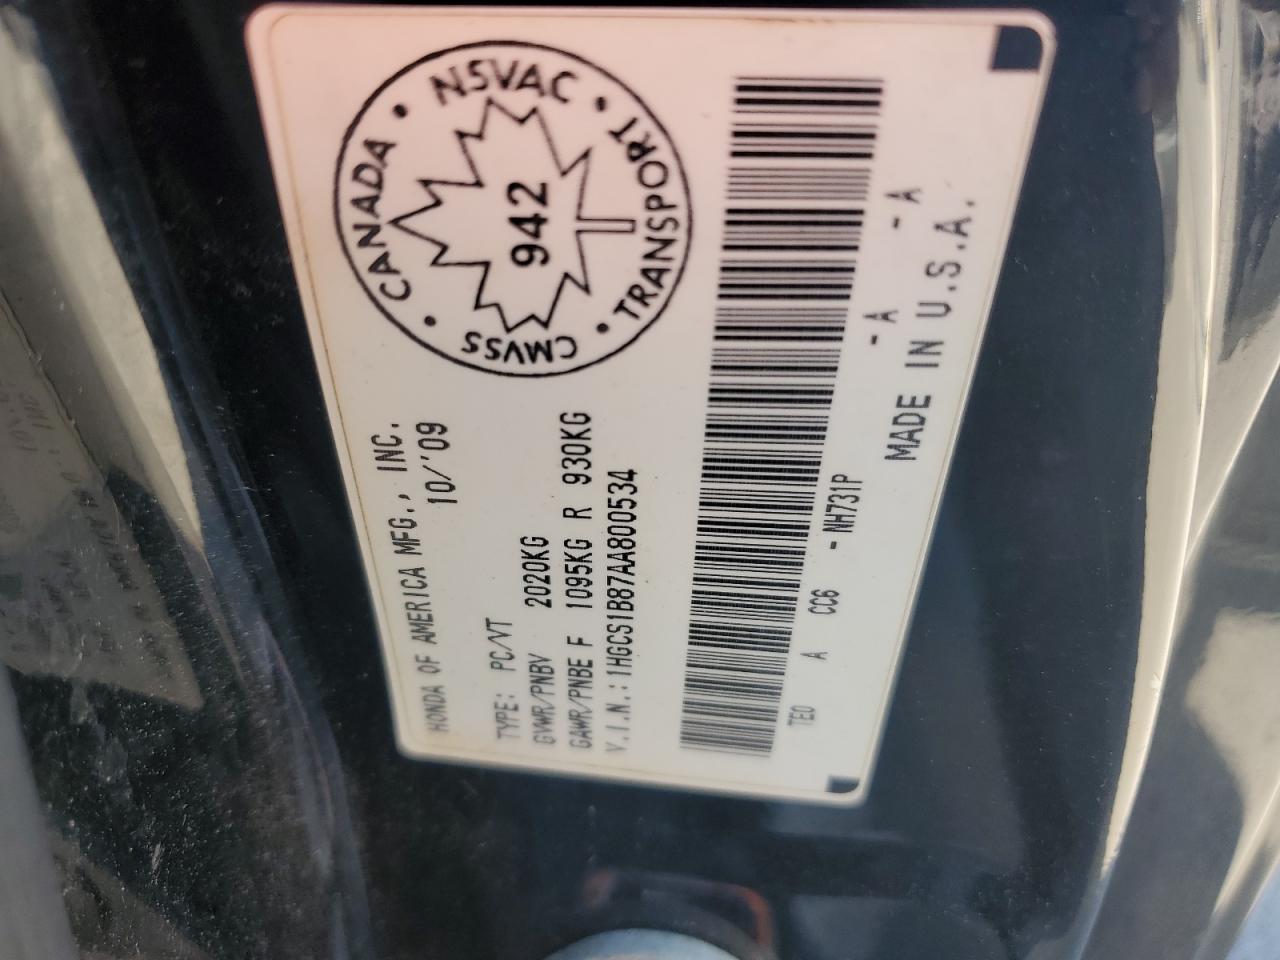 HONDA OF AMERICA MFG., INC.
10/'09
TYPE: PC/VT
GVWR/PNBV 2020KG
GAWR/PNBE F 1095KG R 930KG
V.I.N.: 1HGCS1B87AA800534
CANADA • NSVAC • TRANSPORT • CMVSS •
942
TE0 A CC6 - NH731P - A - A
MADE IN U.S.A.